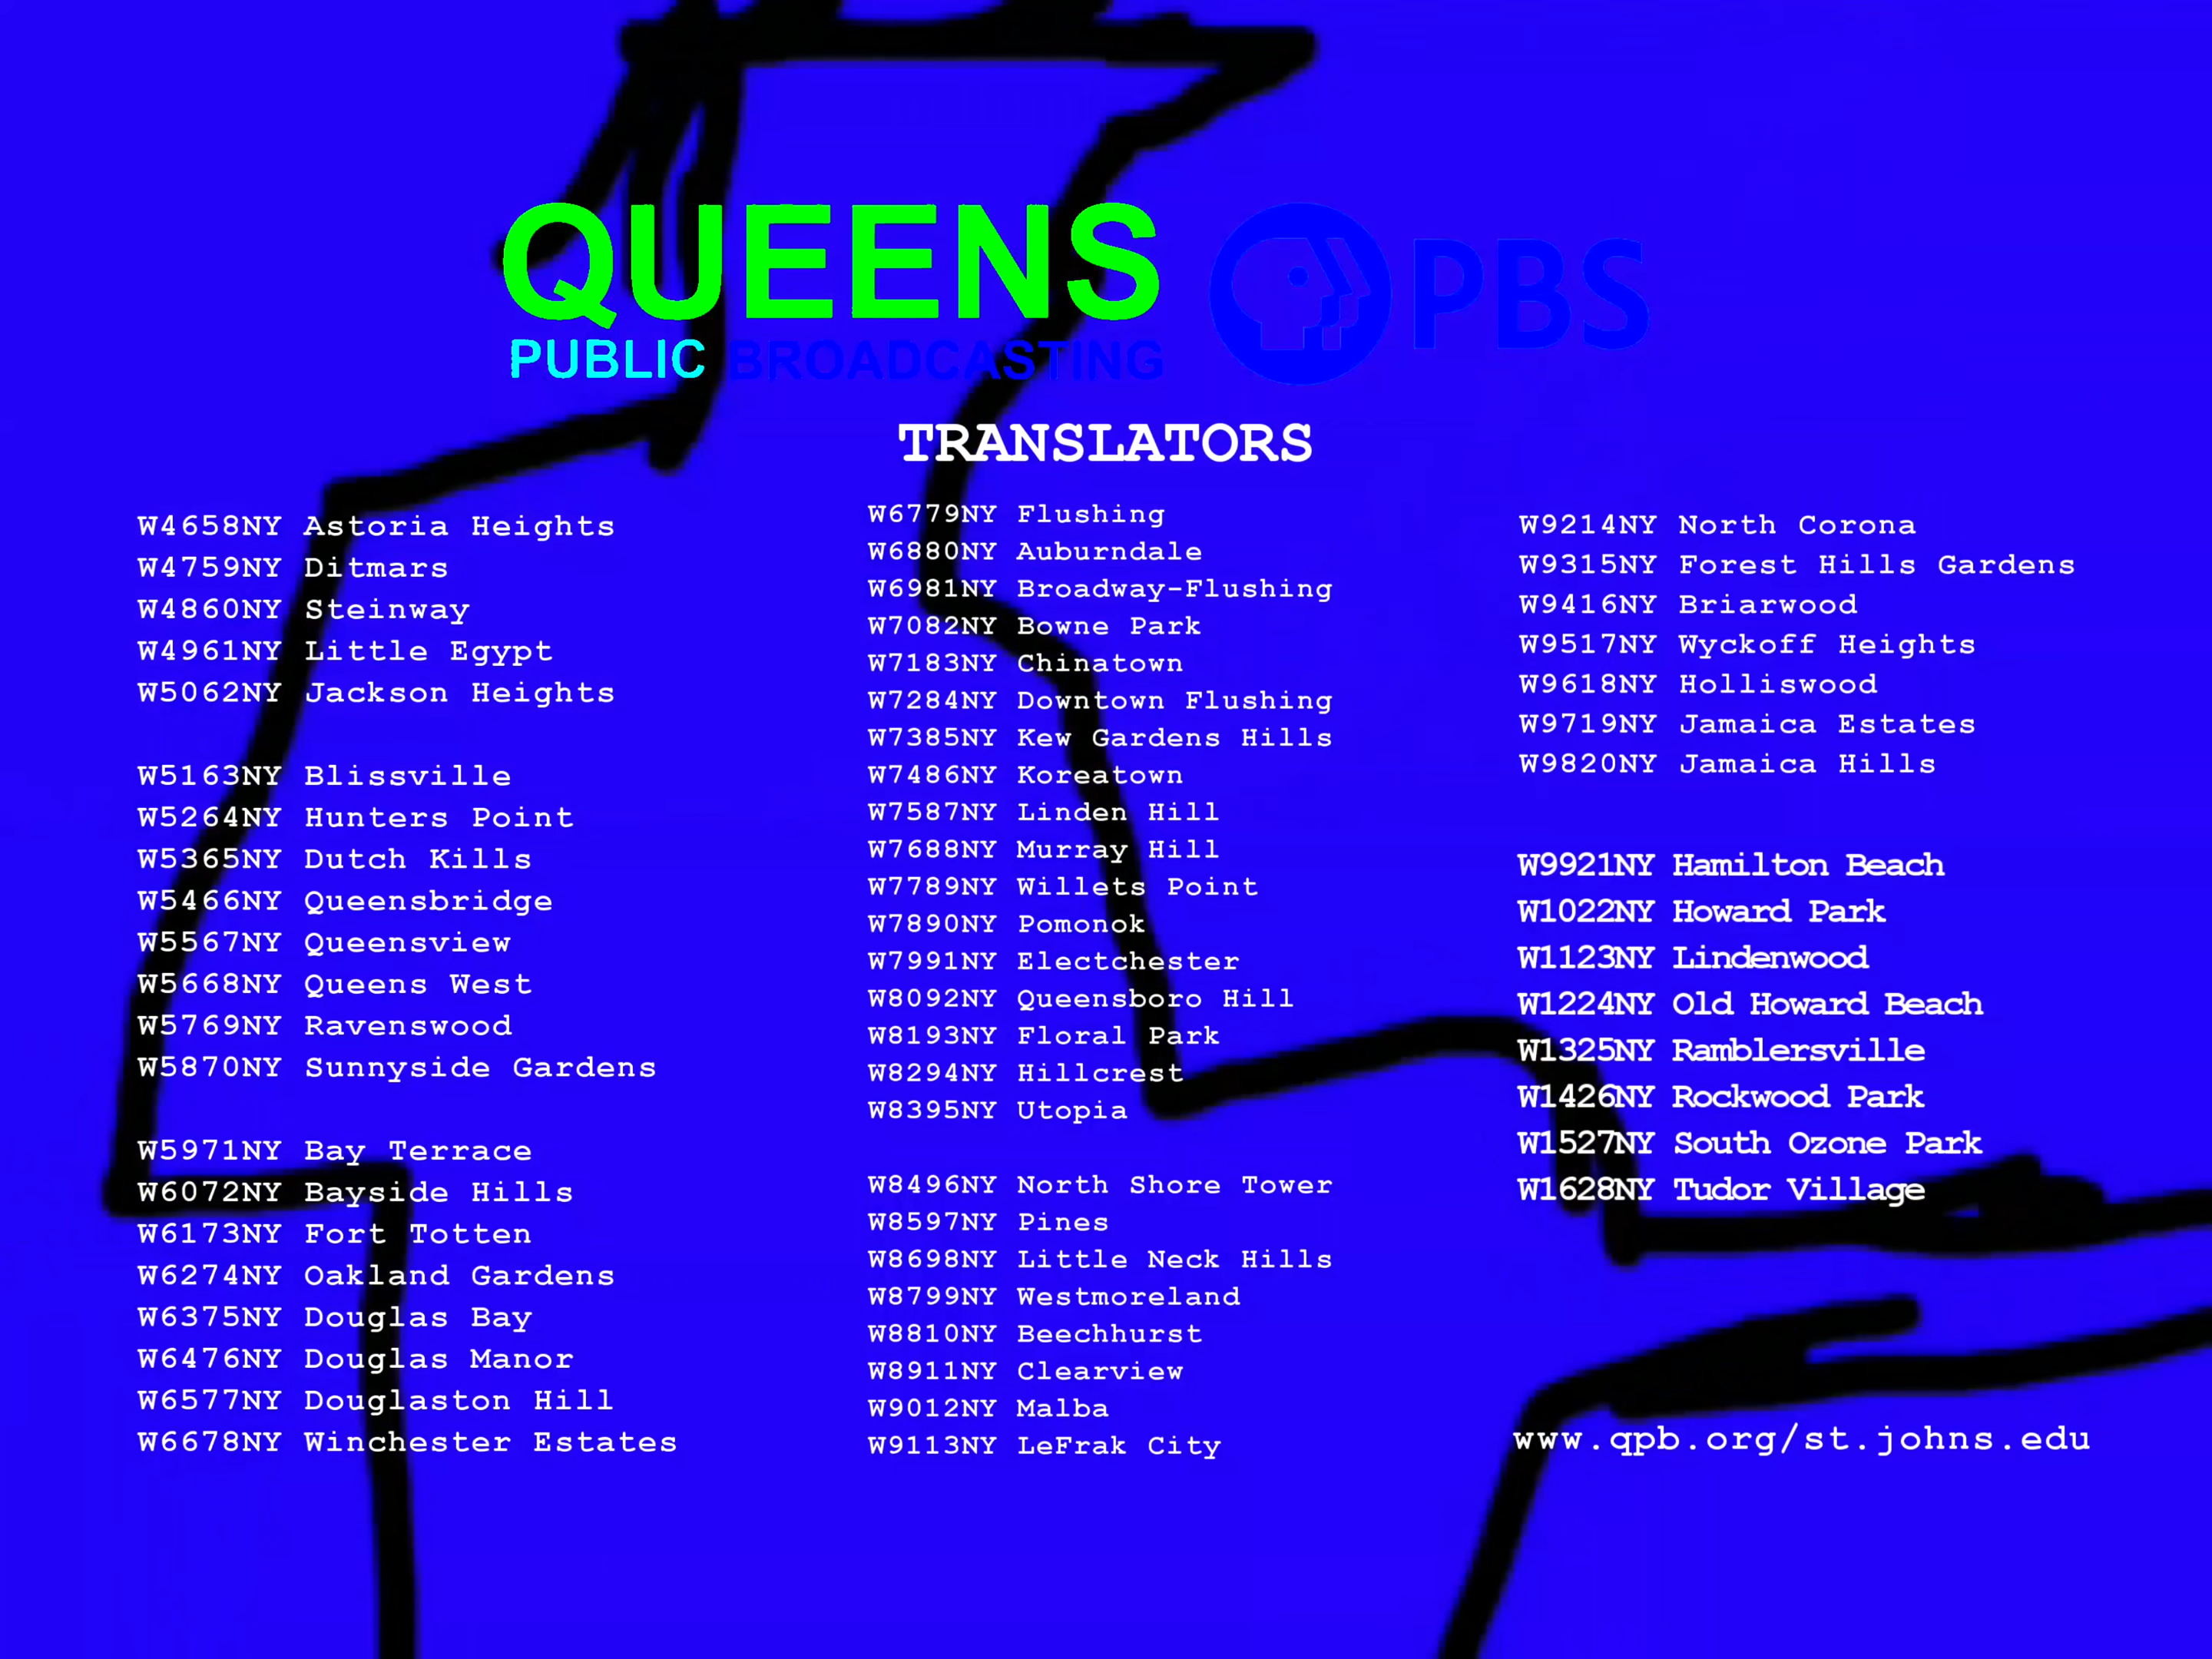 QUEENS
PUBLIC BROADCASTING
PBS
TRANSLATORS
W4658NY Astoria Heights
W4759NY Ditmars
W4860NY Steinway
W4961NY Little Egypt
W5062NY Jackson Heights
W5163NY Blissville
W5264NY Hunters Point
W5365NY Dutch Kills
W5466NY Queensbridge
W5567NY Queensview
W5668NY Queens West
W5769NY Ravenswood
W5870NY Sunnyside Gardens
W5971NY Bay Terrace
W6072NY Bayside Hills
W6173NY Fort Totten
W6274NY Oakland Gardens
W6375NY Douglas Bay
W6476NY Douglas Manor
W6577NY Douglaston Hill
W6678NY Winchester Estates
W6779NY Flushing
W6880NY Auburndale
W6981NY Broadway-Flushing
W7082NY Bowne Park
W7183NY Chinatown
W7284NY Downtown Flushing
W7385NY Kew Gardens Hills
W7486NY Koreatown
W7587NY Linden Hill
W7688NY Murray Hill
W7789NY Willets Point
W7890NY Pomonok
W7991NY Electchester
W8092NY Queensboro Hill
W8193NY Floral Park
W8294NY Hillcrest
W8395NY Utopia
W8496NY North Shore Tower
W8597NY Pines
W8698NY Little Neck Hills
W8799NY Westmoreland
W8810NY Beechhurst
W8911NY Clearview
W9012NY Malba
W9113NY LeFrak City
W9214NY North Corona
W9315NY Forest Hills Gardens
W9416NY Briarwood
W9517NY Wyckoff Heights
W9618NY Holliswood
W9719NY Jamaica Estates
W9820NY Jamaica Hills
W9921NY Hamilton Beach
W1022NY Howard Park
W1123NY Lindenwood
W1224NY Old Howard Beach
W1325NY Ramblersville
W1426NY Rockwood Park
W1527NY South Ozone Park
W1628NY Tudor Village
www.qpb.org/st.johns.edu